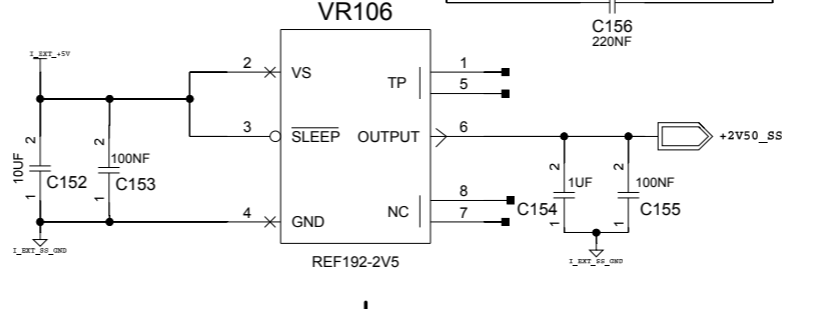 VR106
C156
220NF
I_EXT_+5V
2
VS
TP
1
5
3
SLEEP
OUTPUT
6
+2V50_SS
2
10UF
1
C152
2
100NF
C153
1
4
GND
NC
8
7
2
1UF
C154
1
2
100NF
C155
1
I_EXT_SS_GND
REF192-2V5
I_EXT_SS_GND